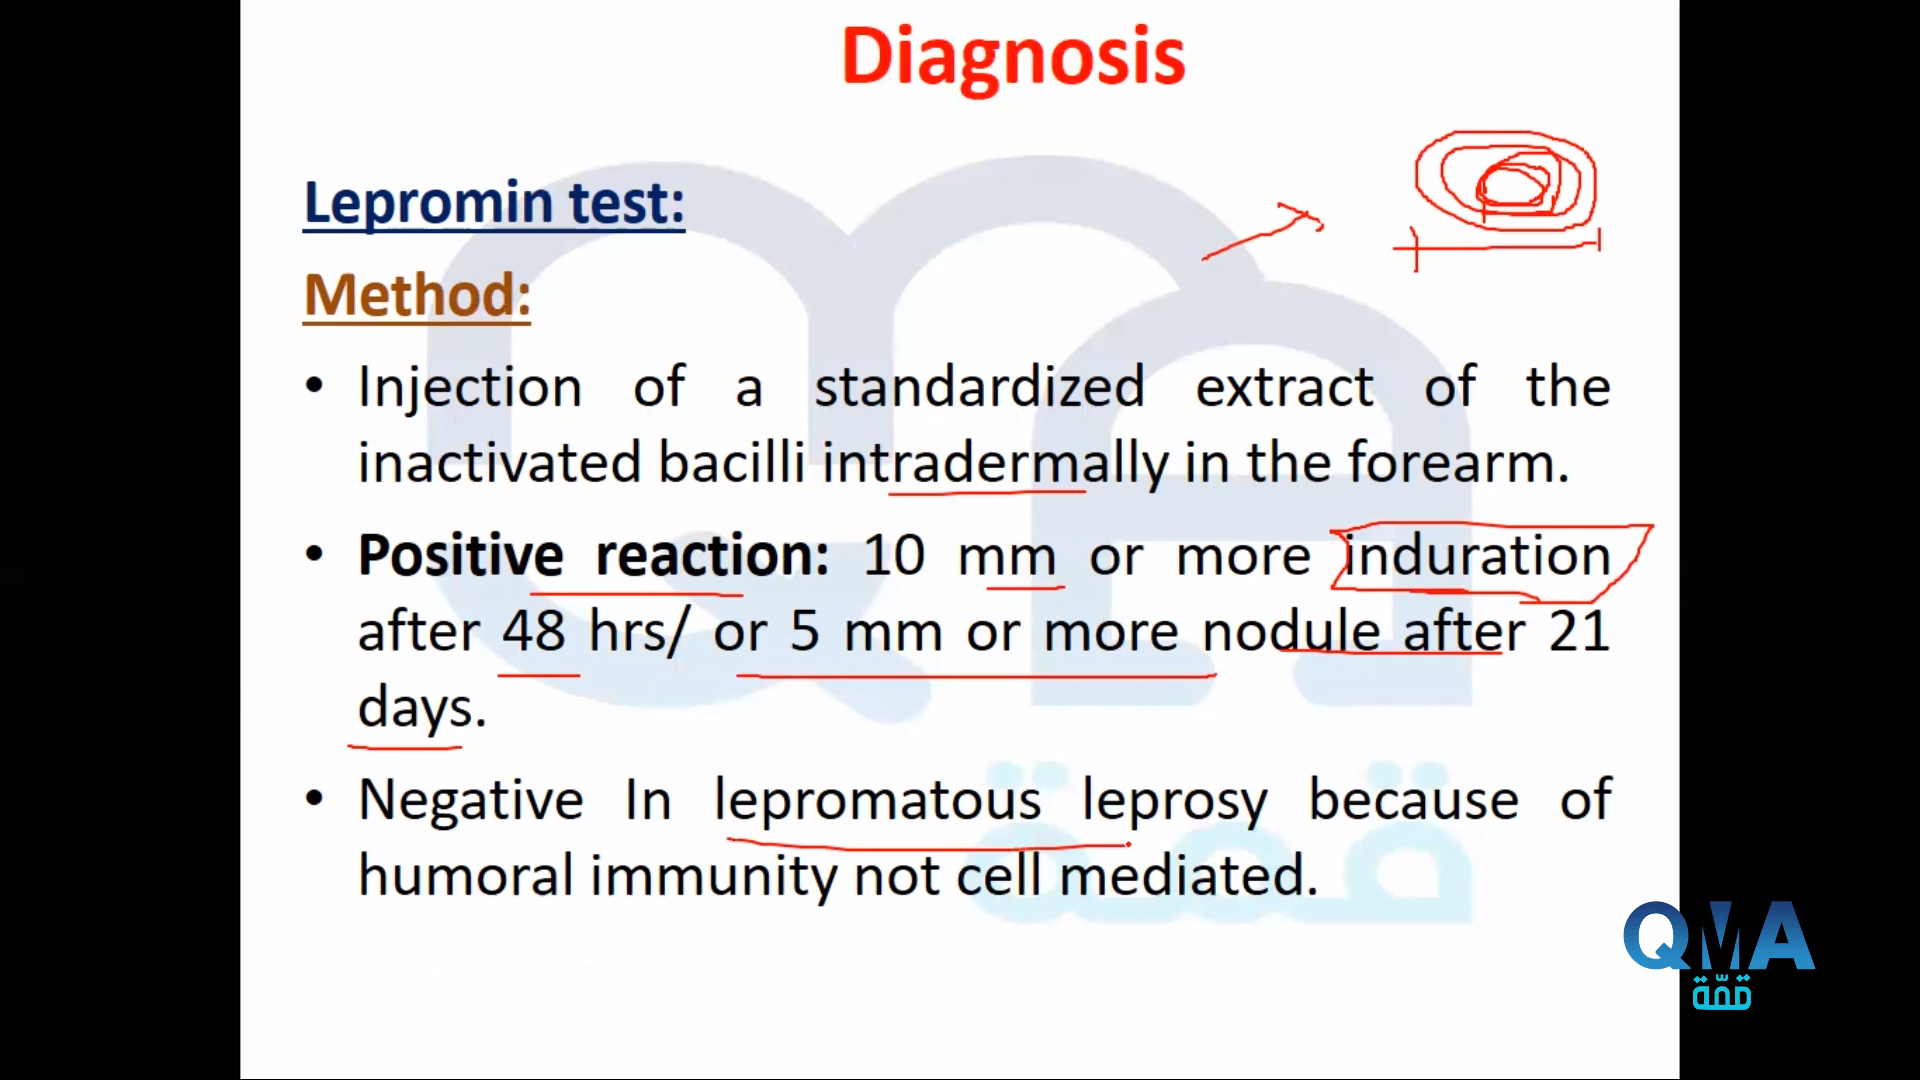 Diagnosis
Lepromin test:
Method:
• Injection of a standardized extract of the
inactivated bacilli intradermally in the forearm.
• Positive reaction: 10 mm or more induration
after 48 hrs/ or 5 mm or more nodule after 21
days.
• Negative In lepromatous leprosy because of
humoral immunity not cell mediated.
قمة
QMA
قمّة